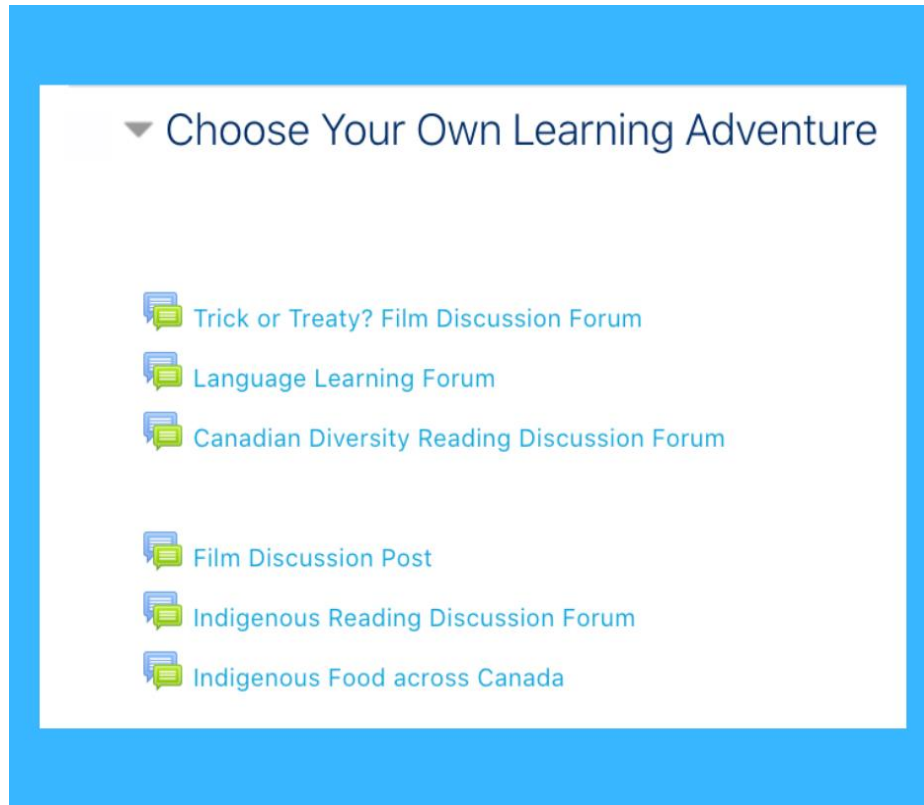 Choose Your Own Learning Adventure
Trick or Treaty? Film Discussion Forum
Language Learning Forum
Canadian Diversity Reading Discussion Forum
Film Discussion Post
Indigenous Reading Discussion Forum
Indigenous Food across Canada